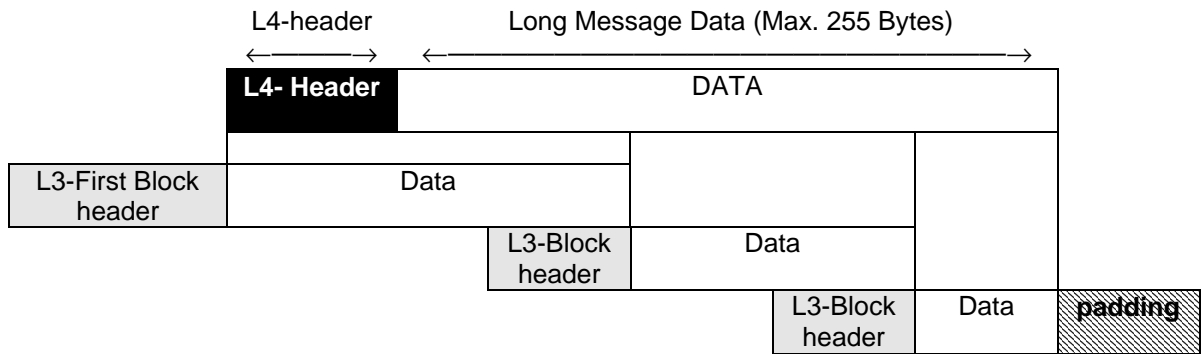 L4-header Long Message Data (Max. 255 Bytes)
L4- Header DATA
L3-First Block header Data
L3-Block header Data
L3-Block header Data padding